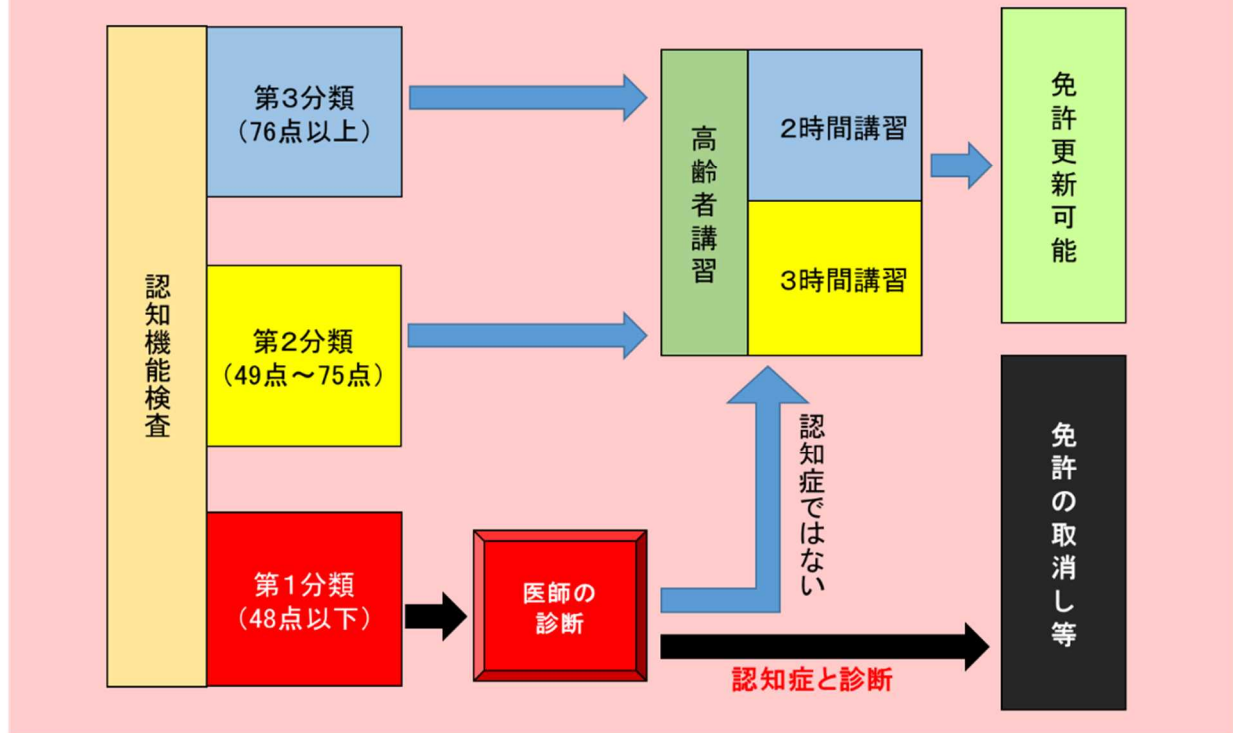 認知機能検査
第３分類
（76点以上）
第２分類
（49点～75点）
第１分類
（48点以下）
医師の
診断
認知症ではない
認知症と診断
高齢者講習
２時間講習
３時間講習
免許更新可能
免許の取消し等